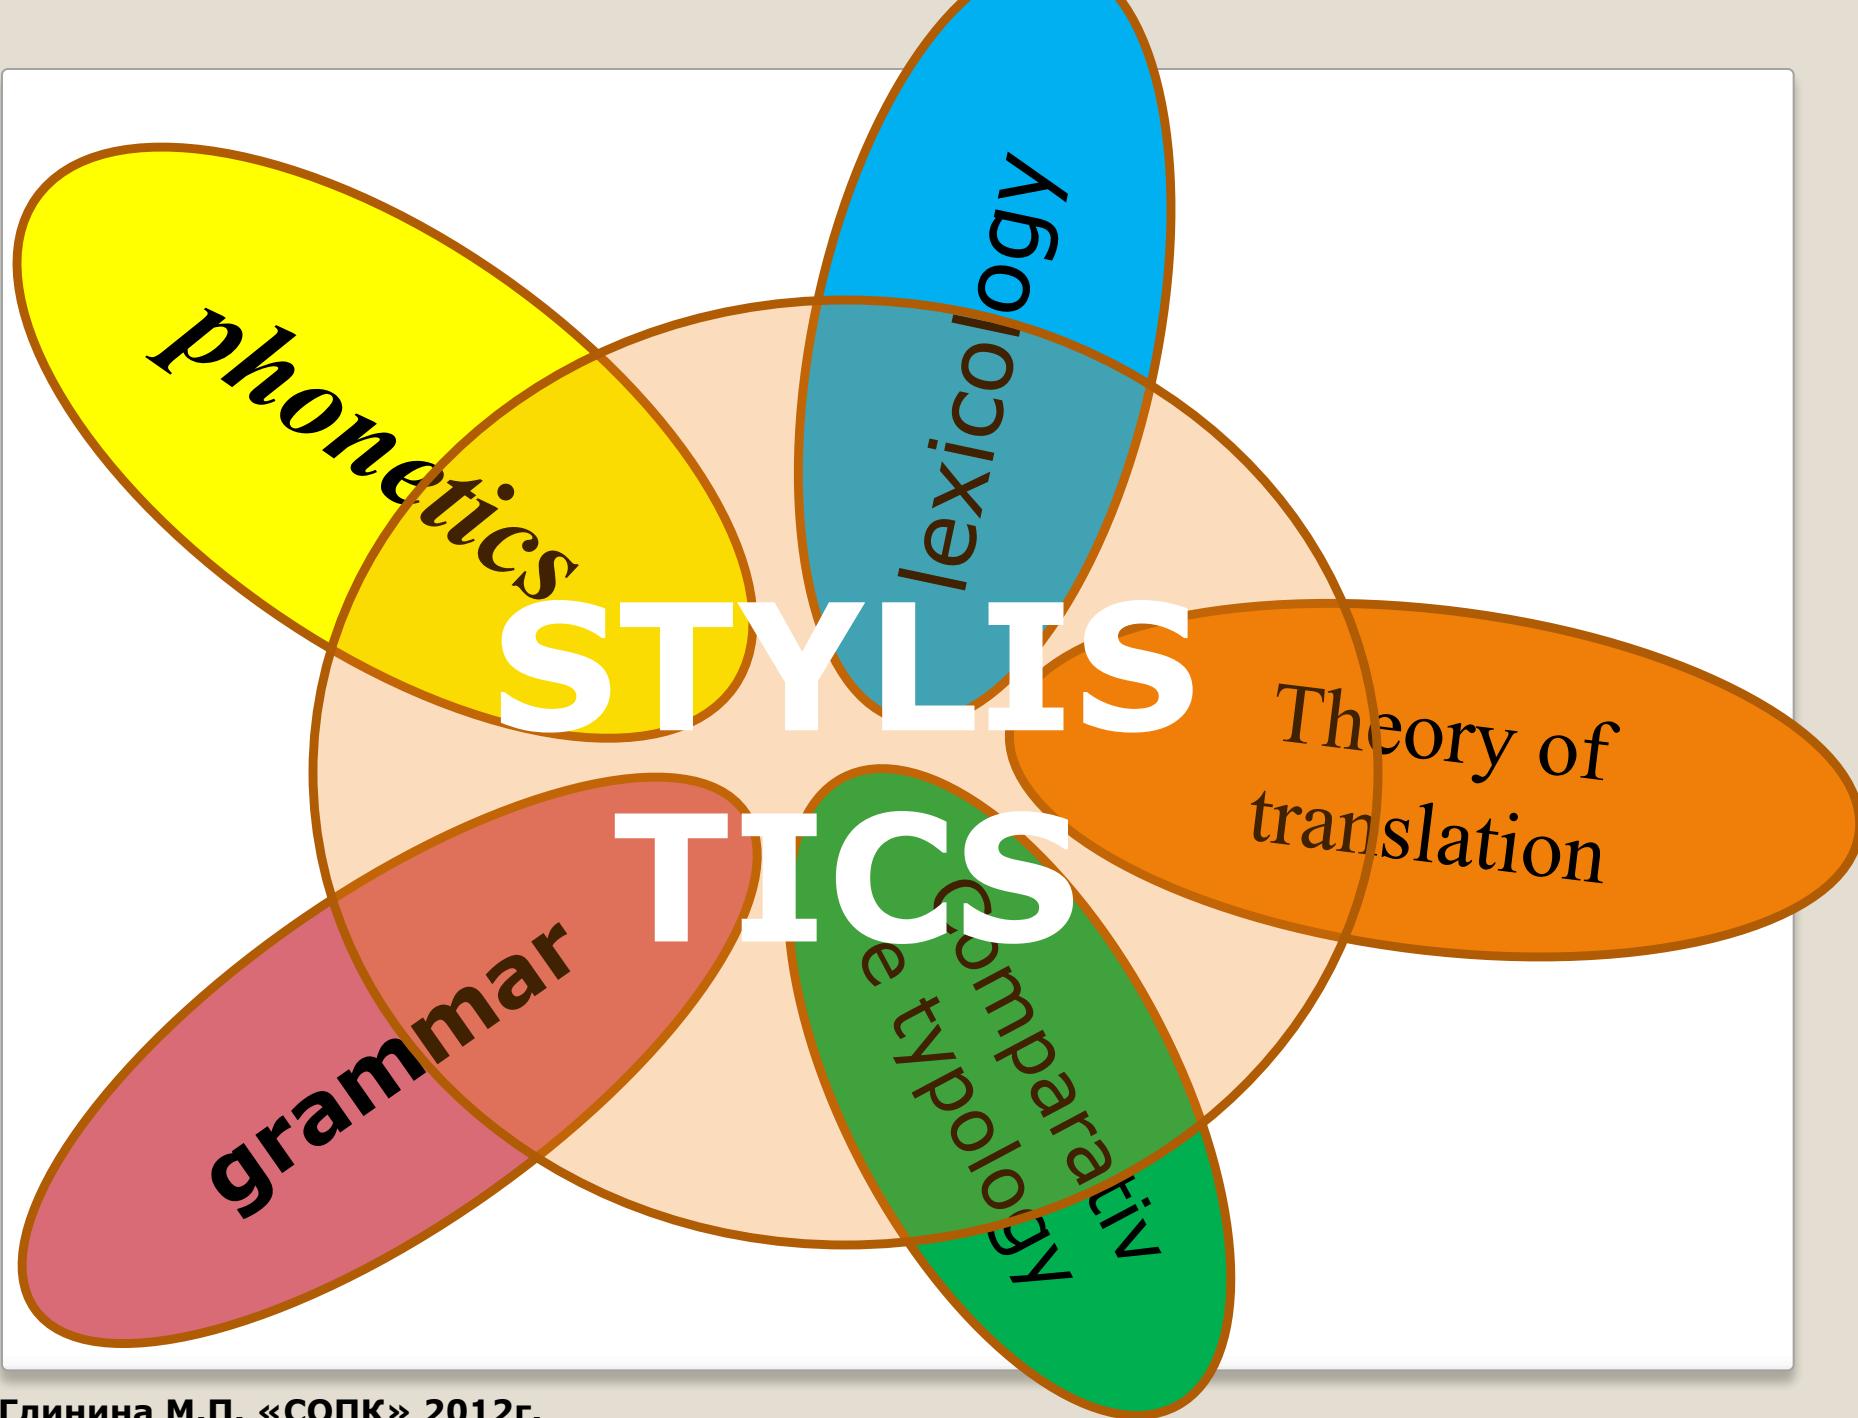 phonetics
lexicology
STYLIS
TICS
Theory of
translation
grammar
comparativ
e typology
Глинина М.П. «СОПК» 2012г.